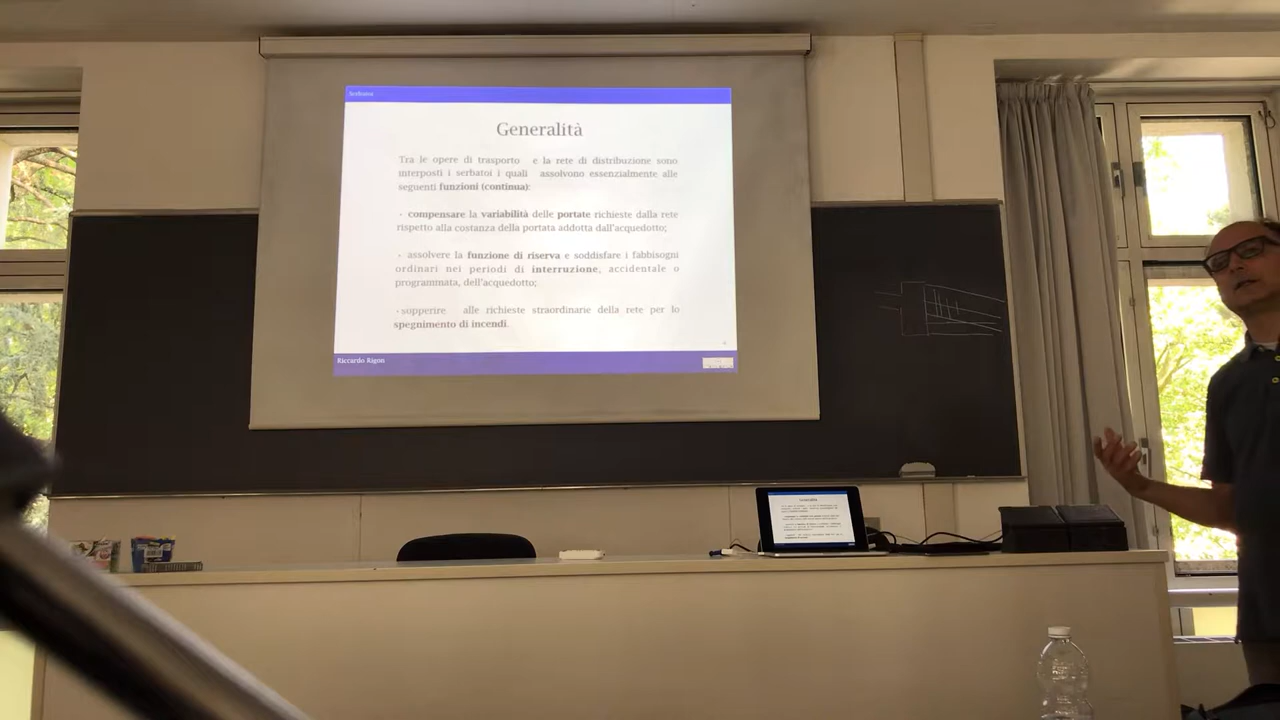 Serbatoi
Generalità
Tra le opere di trasporto e la rete di distribuzione sono
interposti i serbatoi i quali assolvono essenzialmente alle
seguenti funzioni (continua):
· compensare la variabilità delle portate richieste dalla rete
rispetto alla costanza della portata addotta dall'acquedotto;
· assolvere la funzione di riserva e soddisfare i fabbisogni
ordinari nei periodi di interruzione, accidentale o
programmata, dell'acquedotto;
·sopperire alle richieste straordinarie della rete per lo
spegnimento di incendi.
Riccardo Rigon
Generalità